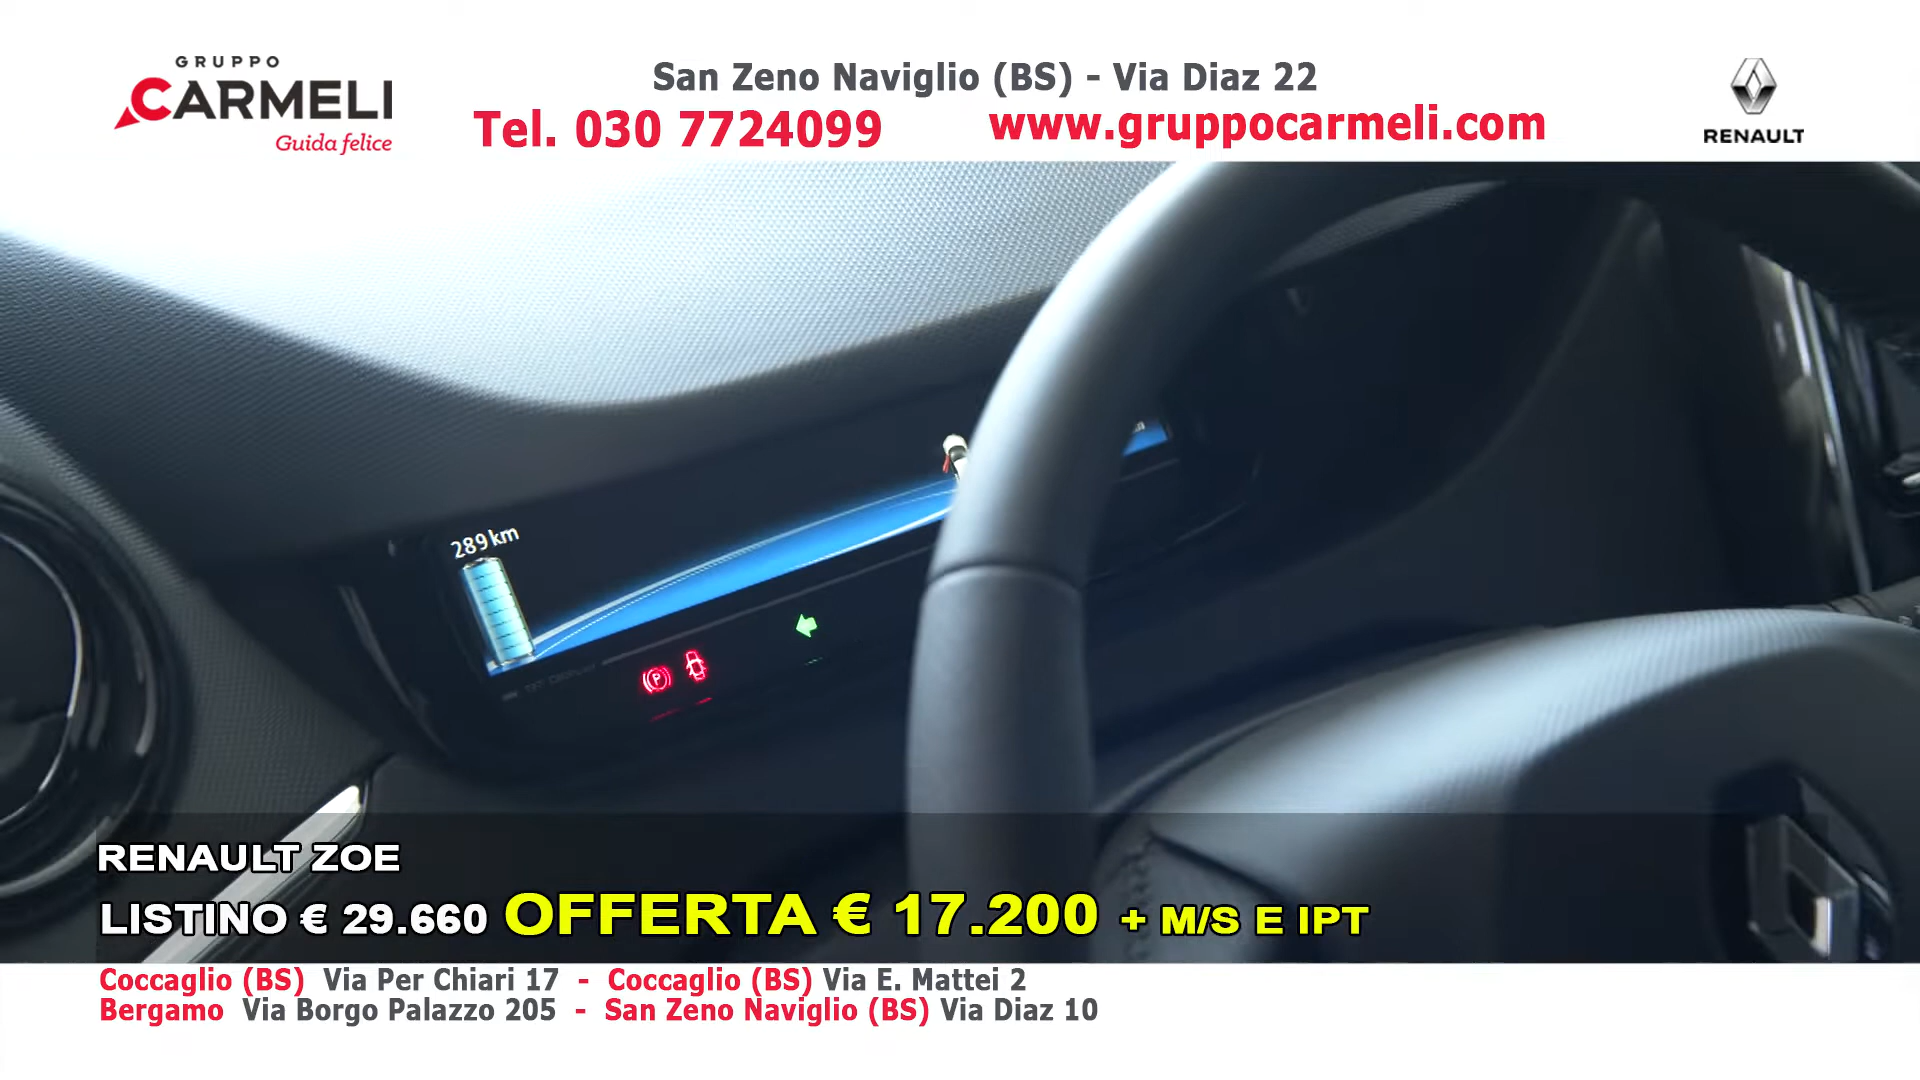 GRUPPO
CARMELI
Guida felice
San Zeno Naviglio (BS) - Via Diaz 22
Tel. 030 7724099 www.gruppocarmeli.com
RENAULT
289 km
P
RENAULT ZOE
LISTINO € 29.660 OFFERTA € 17.200 + M/S E IPT
Coccaglio (BS) Via Per Chiari 17 - Coccaglio (BS) Via E. Mattei 2
Bergamo Via Borgo Palazzo 205 - San Zeno Naviglio (BS) Via Diaz 10